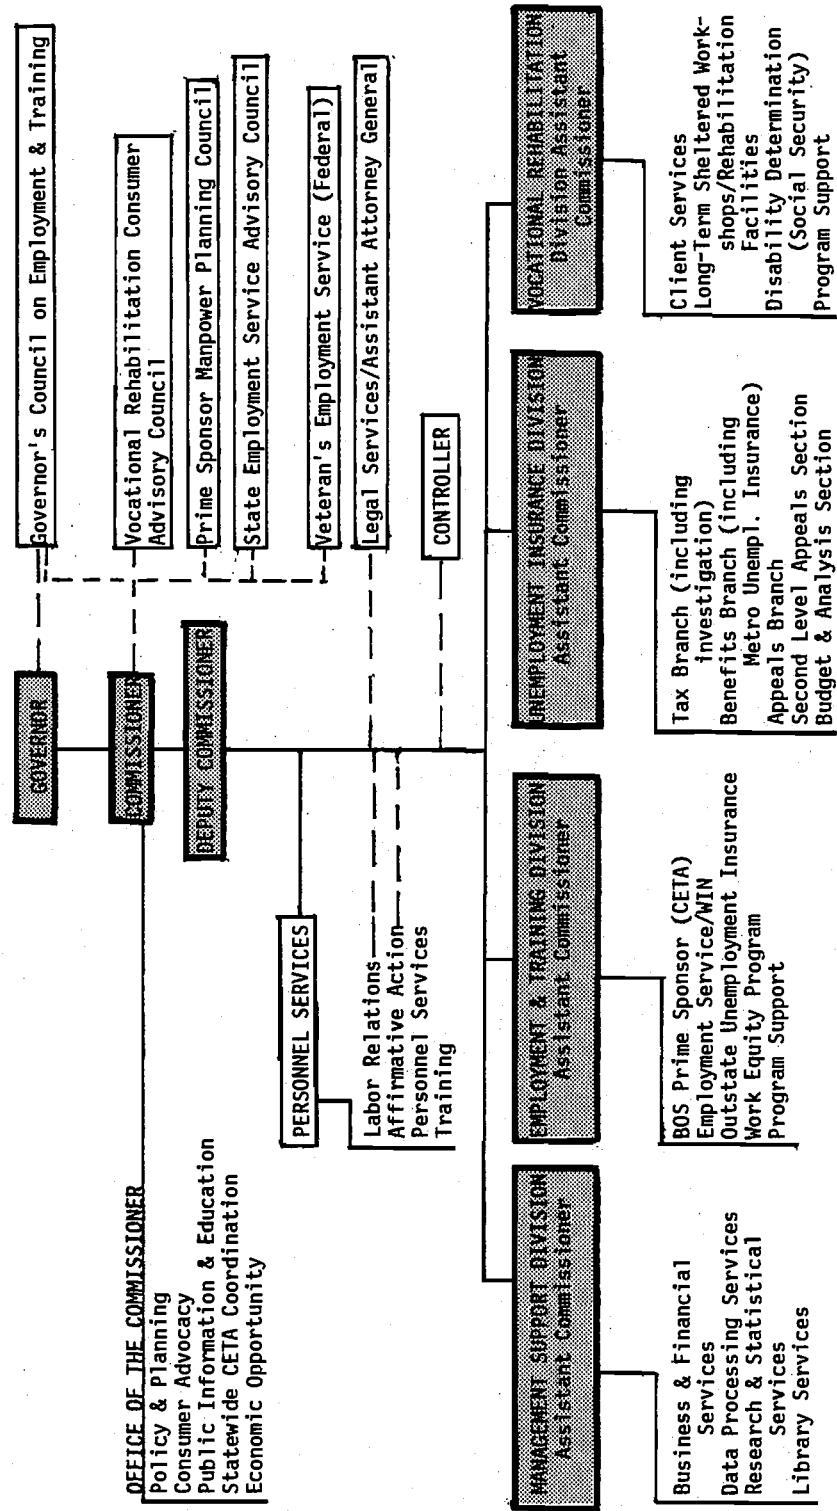 GOVERNOR
Governor's Council on Employment & Training
COMMISSIONER
Vocational Rehabilitation Consumer
Advisory Council
OFFICE OF THE COMMISSIONER
Policy & Planning
Consumer Advocacy
Public Information & Education
Statewide CETA Coordination
Economic Opportunity
DEPUTY COMMISSIONER
Prime Sponsor Manpower Planning Council
State Employment Service Advisory Council
Veteran's Employment Service (Federal)
Legal Services/Assistant Attorney General
PERSONNEL SERVICES
Labor Relations
Affirmative Action
Personnel Services
Training
CONTROLLER
MANAGEMENT SUPPORT DIVISION
Assistant Commissioner
Business & Financial
Services
Data Processing Services
Research & Statistical
Services
Library Services
EMPLOYMENT & TRAINING DIVISION
Assistant Commissioner
BOS Prime Sponsor (CETA)
Employment Service/WIN
Outstate Unemployment Insurance
Work Equity Program
Program Support
UNEMPLOYMENT INSURANCE DIVISION
Assistant Commissioner
Tax Branch (including
investigation)
Benefits Branch (including
Metro Unempl. Insurance)
Appeals Branch
Second Level Appeals Section
Budget & Analysis Section
VOCATIONAL REHABILITATION
Division Assistant
Commissioner
Client Services
Long-Term Sheltered Work-
shops/Rehabilitation
Facilities
Disability Determination
(Social Security)
Program Support